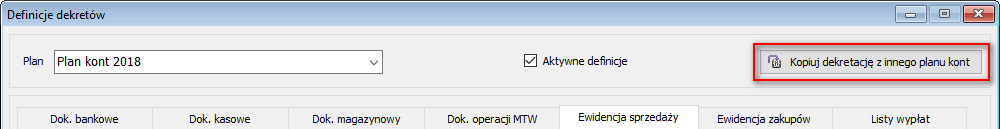 Definicje dekretów
Plan Plan kont 2018 Aktywne definicje Kopiuj dekretację z innego planu kont
Dok. bankowe Dok. kasowe Dok. magazynowy Dok. operacji MTW Ewidencja sprzedaży Ewidencja zakupów Listy wypłat